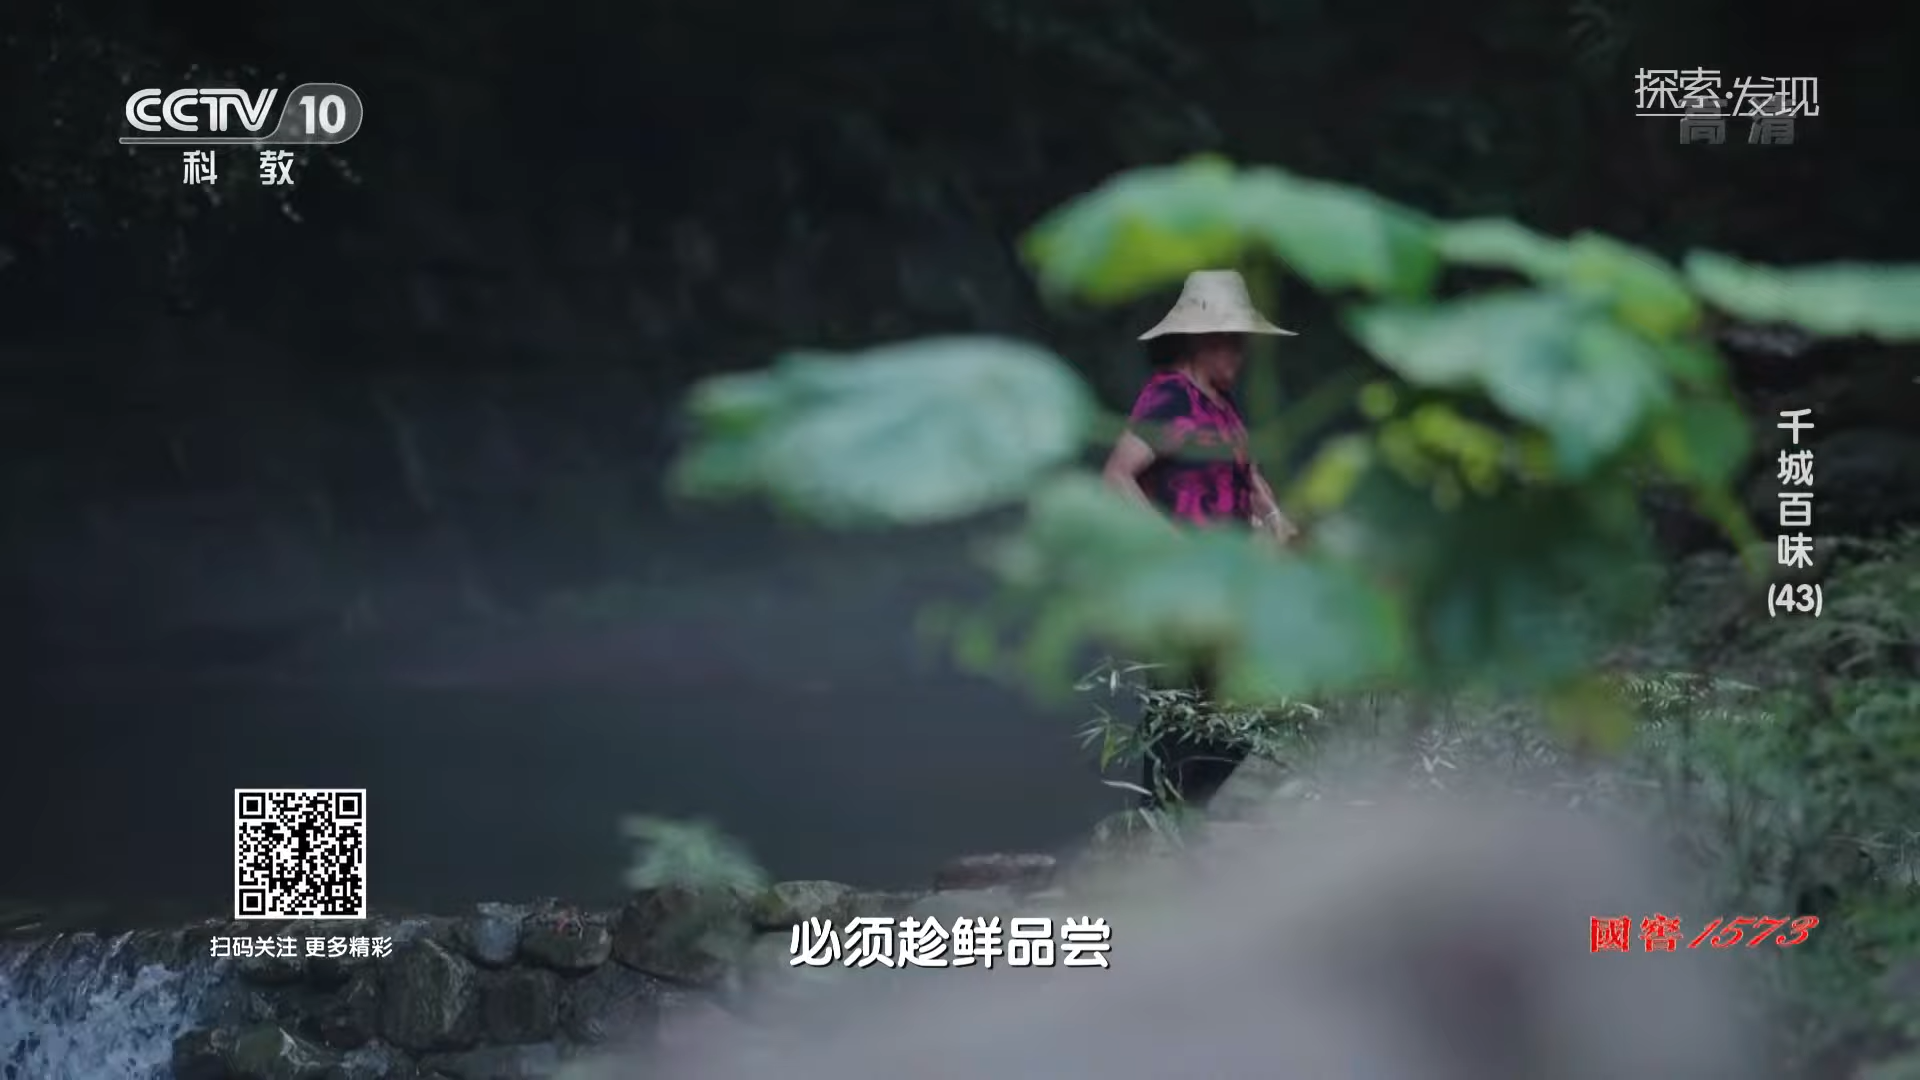 CCTV 10
科 教
探索·发现
高清
千城百味
(43)
扫码关注 更多精彩
必须趁鲜品尝
國窖1573